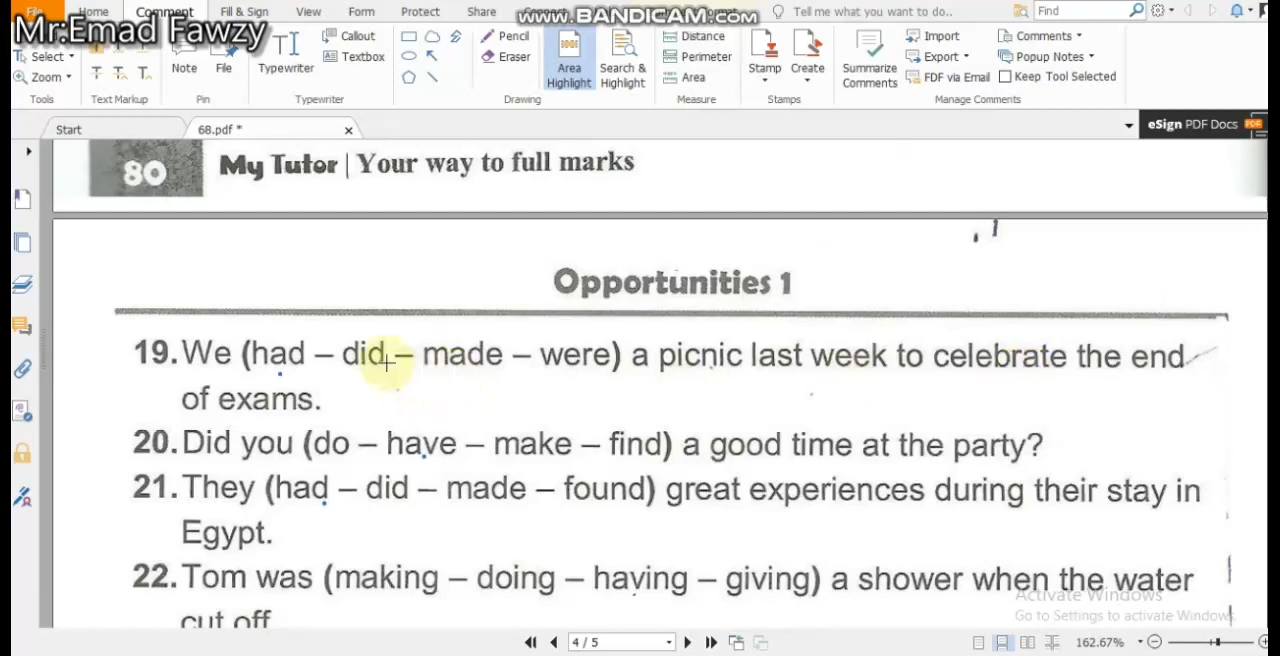 File Home Comment Fill & Sign View Form Protect Share Connect Format Tell me what you want to do.. Find
www.BANDICAM.com
Mr:Emad Fawzy
Select
Zoom
Tools
Text Markup
Note
File
Pin
Typewriter
Callout
Textbox
Typewriter
Pencil
Eraser
Drawing
Area Highlight
Search & Highlight
Distance
Perimeter
Area
Measure
Stamp
Create
Stamps
Summarize Comments
Import
Export
FDF via Email
Comments
Popup Notes
Keep Tool Selected
Manage Comments
Start
68.pdf *
eSign PDF Docs
80 My Tutor | Your way to full marks
Opportunities 1
19. We (had – did – made – were) a picnic last week to celebrate the end
of exams.
20. Did you (do – have – make – find) a good time at the party?
21. They (had – did – made – found) great experiences during their stay in
Egypt.
22. Tom was (making – doing – having – giving) a shower when the water
cut off
Activate Windows
Go to Settings to activate Windows.
4 / 5
162.67%